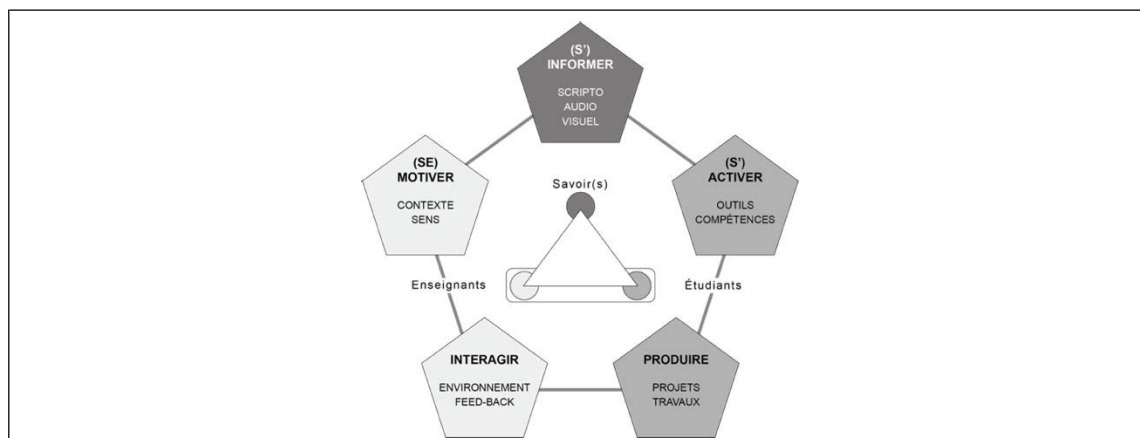 (S')
INFORMER
SCRIPTO
AUDIO
VISUEL
(SE)
MOTIVER
CONTEXTE
SENS
(S')
ACTIVER
OUTILS
COMPÉTENCES
Savoir(s)
Enseignants
Étudiants
INTERAGIR
ENVIRONNEMENT
FEED-BACK
PRODUIRE
PROJETS
TRAVAUX